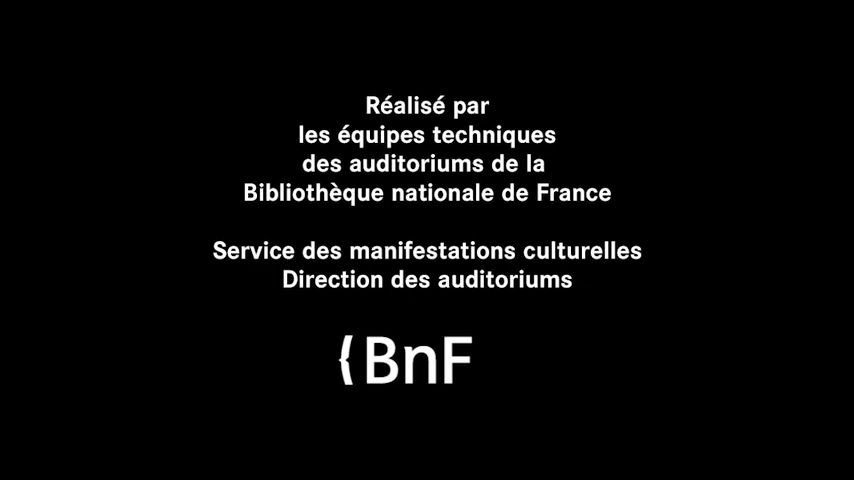 Réalisé par
les équipes techniques
des auditoriums de la
Bibliothèque nationale de France
Service des manifestations culturelles
Direction des auditoriums
{BnF